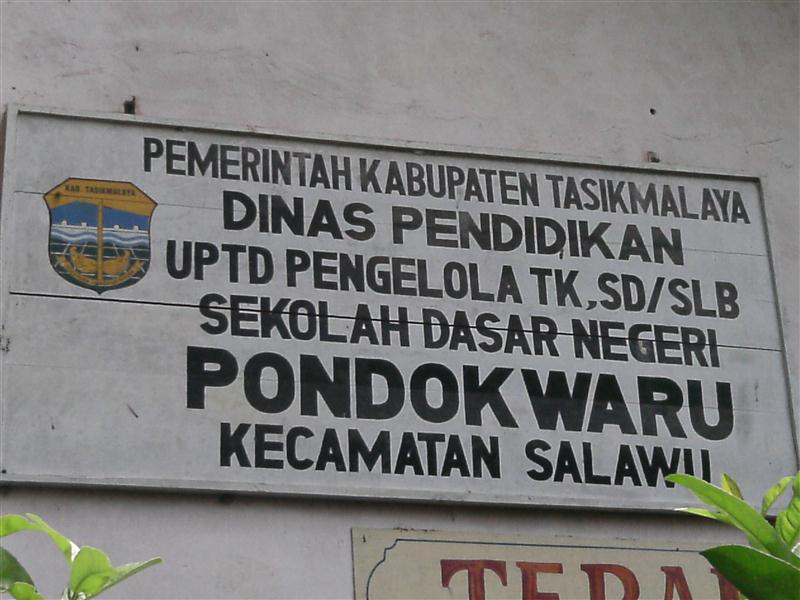 KAB. TASIKMALAYA
PEMERINTAH KABUPATEN TASIKMALAYA
DINAS PENDIDIKAN
UPTD PENGELOLA TK,SD/SLB
SEKOLAH DASAR NEGERI
PONDOKWARU
KECAMATAN SALAWU